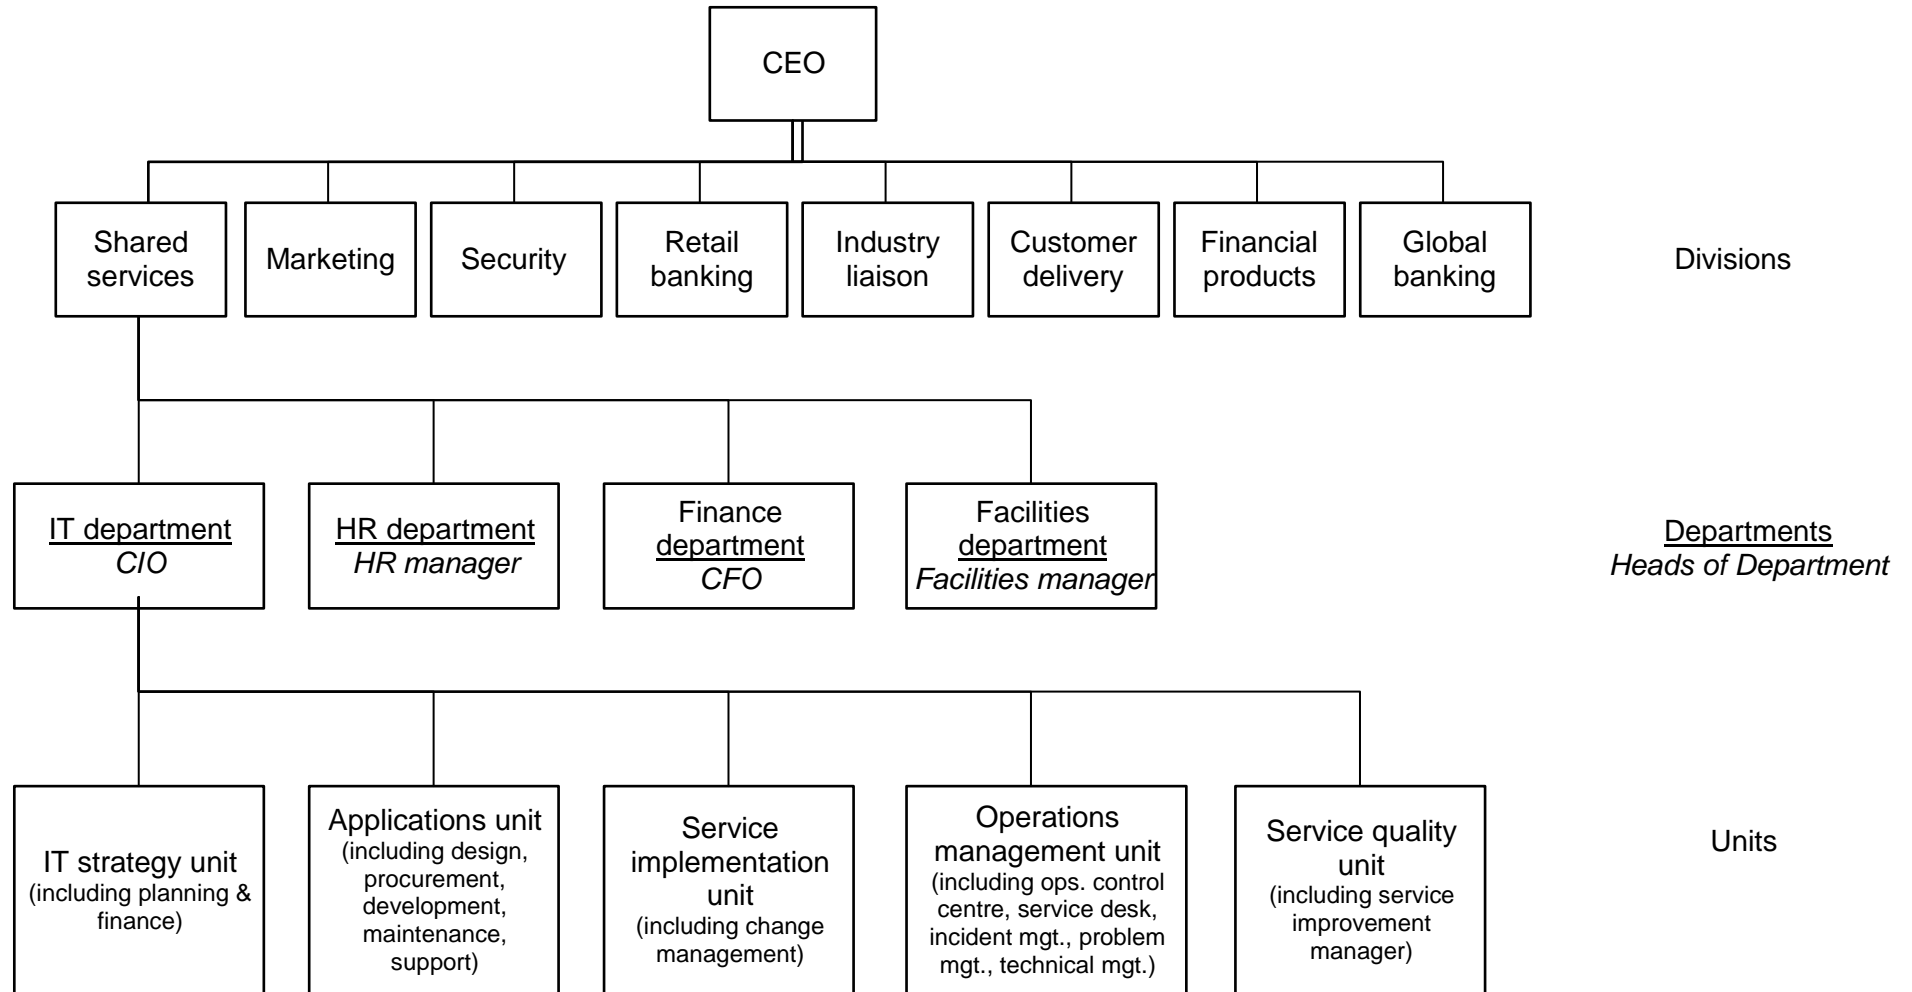 CEO
Shared
services
Marketing
Security
Retail
banking
Industry
liaison
Customer
delivery
Financial
products
Global
banking
Divisions
IT department
CIO
HR department
HR manager
Finance
department
CFO
Facilities
department
Facilities manager
Departments
Heads of Department
IT strategy unit
(including planning &
finance)
Applications unit
(including design,
procurement,
development,
maintenance,
support)
Service
implementation
unit
(including change
management)
Operations
management unit
(including ops. control
centre, service desk,
incident mgt., problem
mgt., technical mgt.)
Service quality
unit
(including service
improvement
manager)
Units